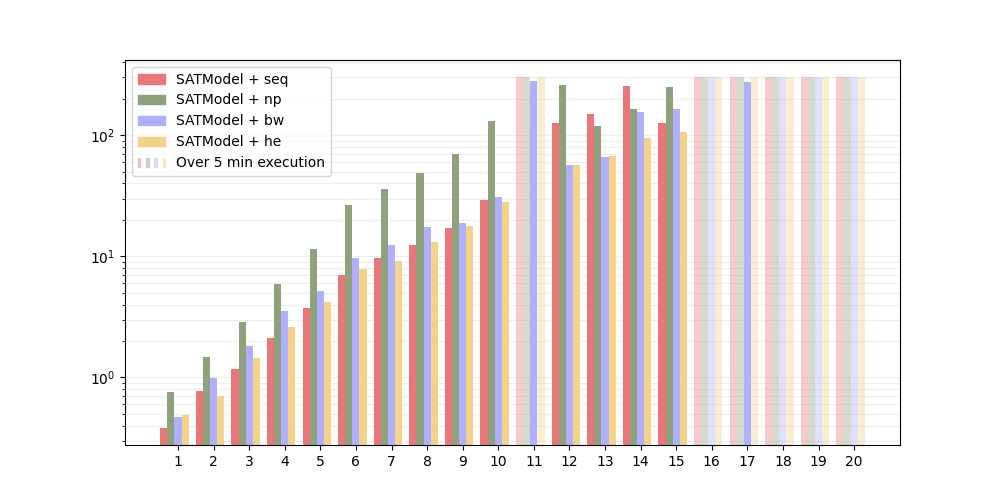 SATModel + seq
SATModel + np
SATModel + bw
SATModel + he
Over 5 min execution
10²
10¹
10⁰
1 2 3 4 5 6 7 8 9 10 11 12 13 14 15 16 17 18 19 20